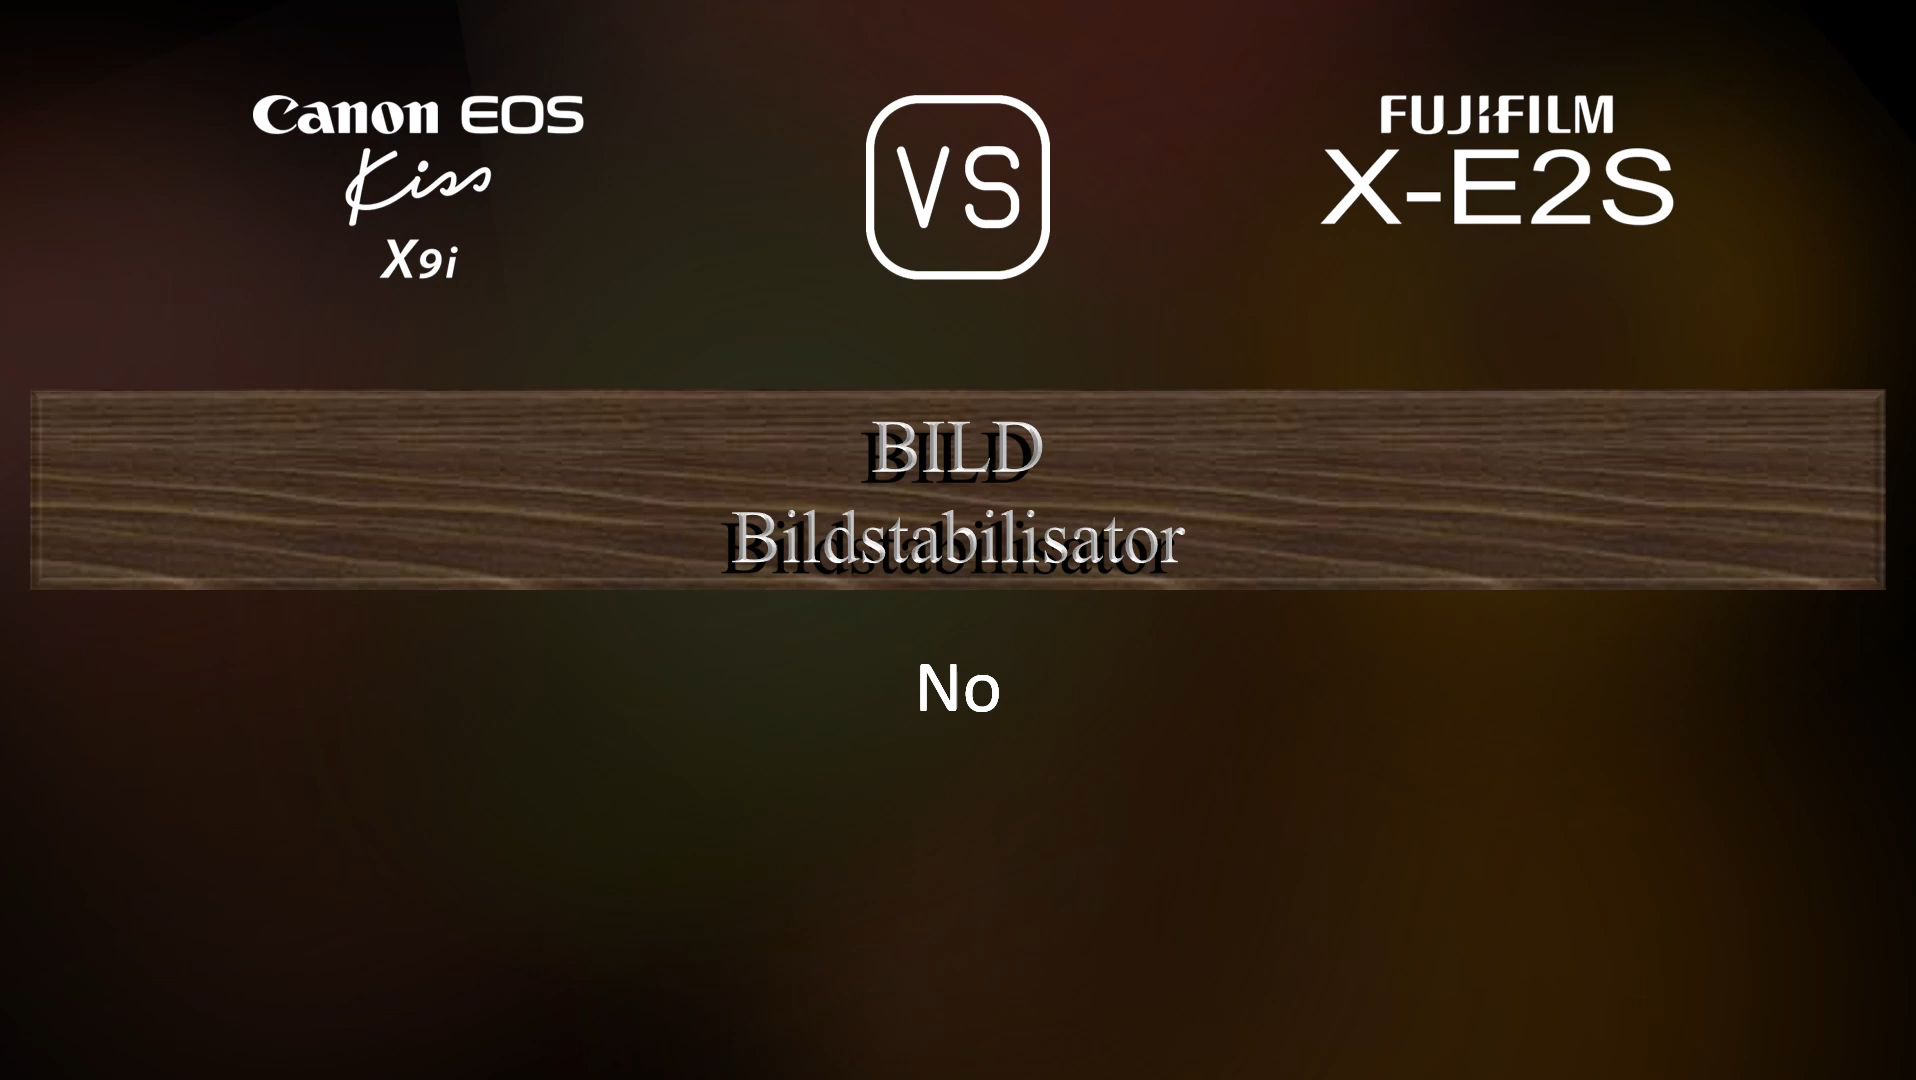 Canon EOS
Kiss
X9i
VS
FUJIFILM
X-E2S
BILD
Bildstabilisator
No